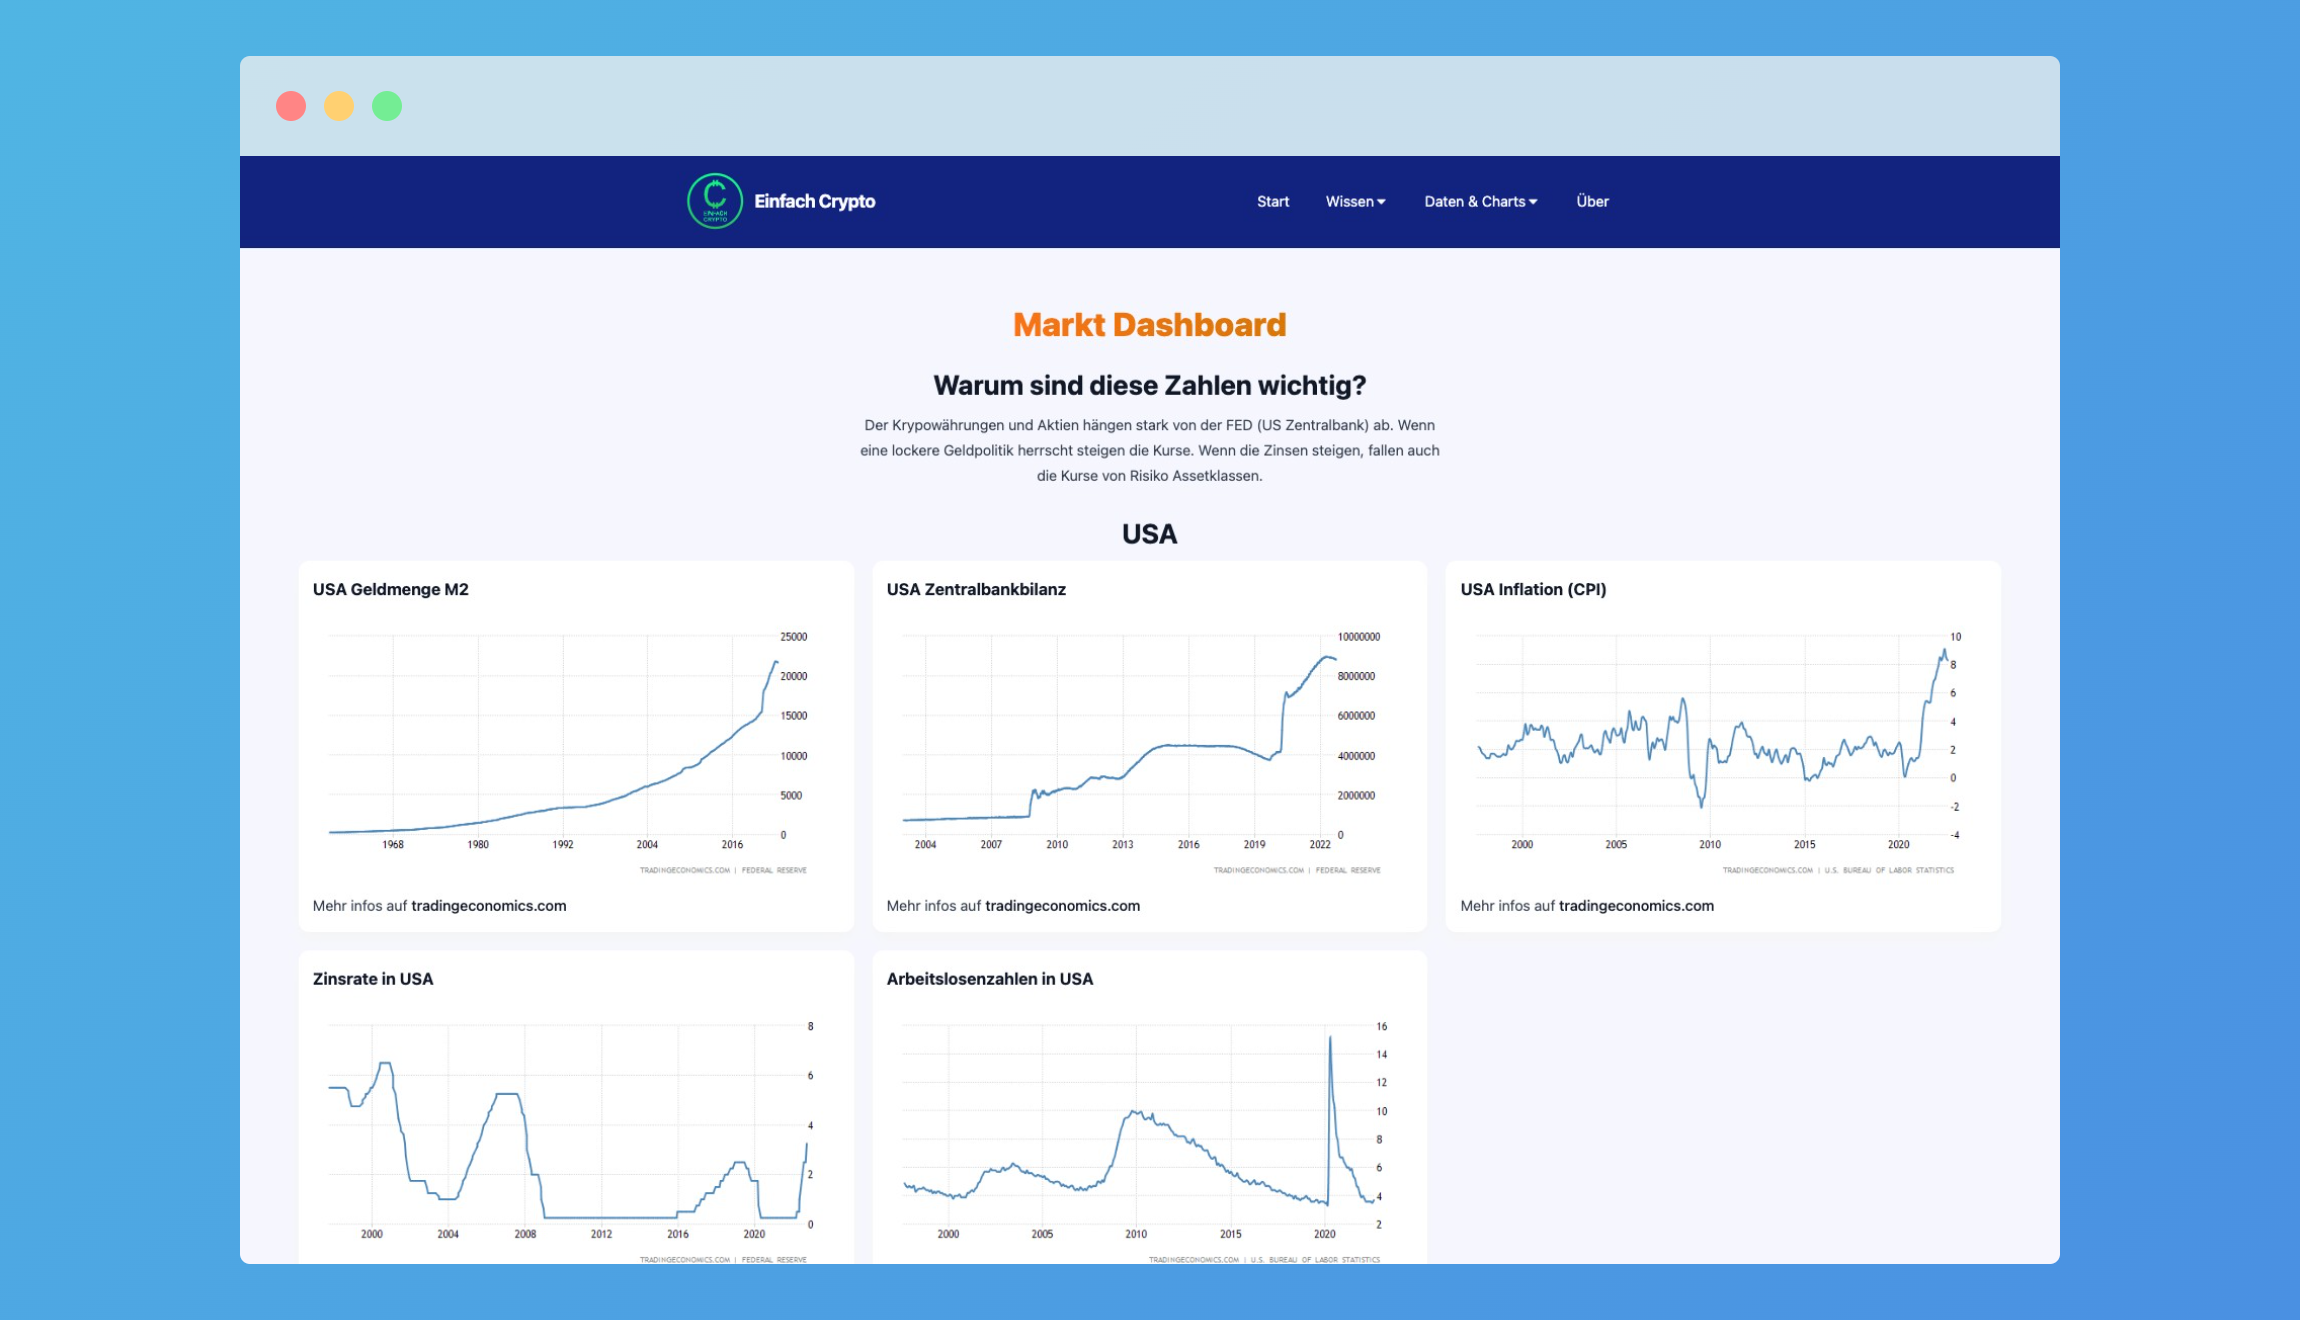 EINFACH
CRYPTO
Einfach Crypto
Start
Wissen
Daten & Charts
Über
Markt Dashboard
Warum sind diese Zahlen wichtig?
Der Krypowährungen und Aktien hängen stark von der FED (US Zentralbank) ab. Wenn
eine lockere Geldpolitik herrscht steigen die Kurse. Wenn die Zinsen steigen, fallen auch
die Kurse von Risiko Assetklassen.
USA
USA Geldmenge M2
25000
20000
15000
10000
5000
0
1968 1980 1992 2004 2016
TRADINGECONOMICS.COM | FEDERAL RESERVE
Mehr infos auf tradingeconomics.com
USA Zentralbankbilanz
10000000
8000000
6000000
4000000
2000000
0
2004 2007 2010 2013 2016 2019 2022
TRADINGECONOMICS.COM | FEDERAL RESERVE
Mehr infos auf tradingeconomics.com
USA Inflation (CPI)
10
8
6
4
2
0
-2
-4
2000 2005 2010 2015 2020
TRADINGECONOMICS.COM | U.S. BUREAU OF LABOR STATISTICS
Mehr infos auf tradingeconomics.com
Zinsrate in USA
8
6
4
2
0
2000 2004 2008 2012 2016 2020
TRADINGECONOMICS.COM | FEDERAL RESERVE
Arbeitslosenzahlen in USA
16
14
12
10
8
6
4
2
2000 2005 2010 2015 2020
TRADINGECONOMICS.COM | U.S. BUREAU OF LABOR STATISTICS